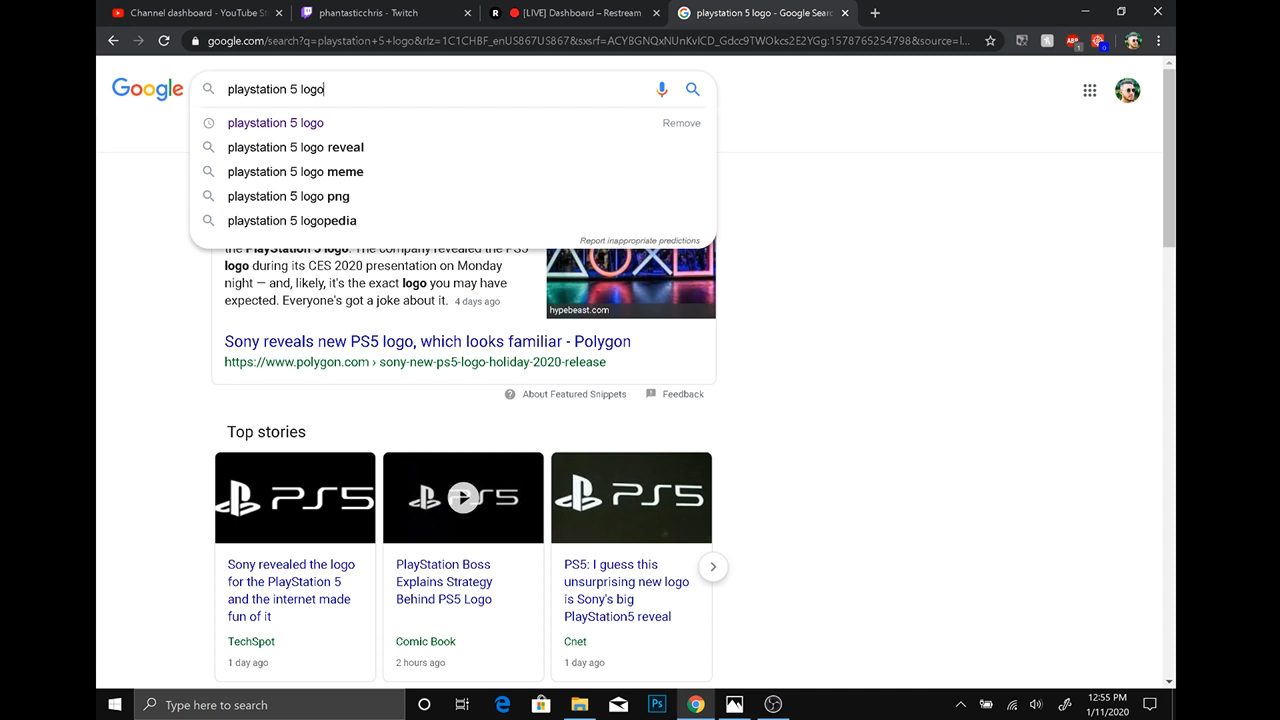 Channel dashboard - YouTube St
phantasticchris - Twitch
[LIVE] Dashboard – Restream
playstation 5 logo - Google Sear
google.com/search?q=playstation+5+logo&rlz=1C1CHBF_enUS867US867&sxsrf=ACYBGNQxNUnKvlCD_Gdcc9TWOkcs2E2YGg:1578765254798&source=l...
Google
playstation 5 logo
playstation 5 logo
Remove
playstation 5 logo reveal
playstation 5 logo meme
playstation 5 logo png
playstation 5 logopedia
Report inappropriate predictions
the PlayStation 5 logo. The company revealed the PS5
logo during its CES 2020 presentation on Monday
night — and, likely, it's the exact logo you may have
expected. Everyone's got a joke about it. 4 days ago
hypebeast.com
Sony reveals new PS5 logo, which looks familiar - Polygon
https://www.polygon.com › sony-new-ps5-logo-holiday-2020-release
About Featured Snippets
Feedback
Top stories
PS5
PS5
PS5
Sony revealed the logo
for the PlayStation 5
and the internet made
fun of it
TechSpot
1 day ago
PlayStation Boss
Explains Strategy
Behind PS5 Logo
Comic Book
2 hours ago
PS5: I guess this
unsurprising new logo
is Sony's big
PlayStation5 reveal
Cnet
1 day ago
Type here to search
Ps
12:55 PM
1/11/2020